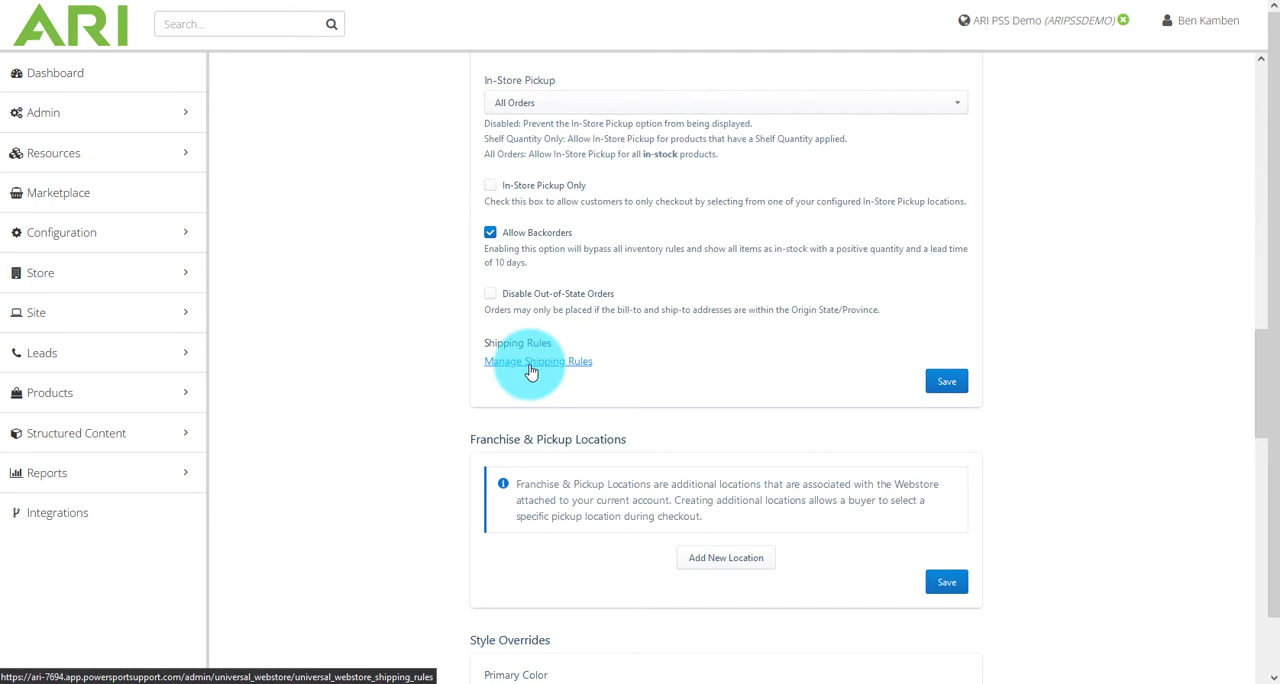 ARI
Search...
ARI PSS Demo (ARIPSSDEMO)
Ben Kamben
Dashboard
Admin
Resources
Marketplace
Configuration
Store
Site
Leads
Products
Structured Content
Reports
Integrations
In-Store Pickup
All Orders
Disabled: Prevent the In-Store Pickup option from being displayed.
Shelf Quantity Only: Allow In-Store Pickup for products that have a Shelf Quantity applied.
All Orders: Allow In-Store Pickup for all in-stock products.
In-Store Pickup Only
Check this box to allow customers to only checkout by selecting from one of your configured In-Store Pickup locations.
Allow Backorders
Enabling this option will bypass all inventory rules and show all items as in-stock with a positive quantity and a lead time
of 10 days.
Disable Out-of-State Orders
Orders may only be placed if the bill-to and ship-to addresses are within the Origin State/Province.
Shipping Rules
Manage Shipping Rules
Save
Franchise & Pickup Locations
Franchise & Pickup Locations are additional locations that are associated with the Webstore
attached to your current account. Creating additional locations allows a buyer to select a
specific pickup location during checkout.
Add New Location
Save
Style Overrides
Primary Color
https://ari-7694.app.powersportsupport.com/admin/universal_webstore/universal_webstore_shipping_rules